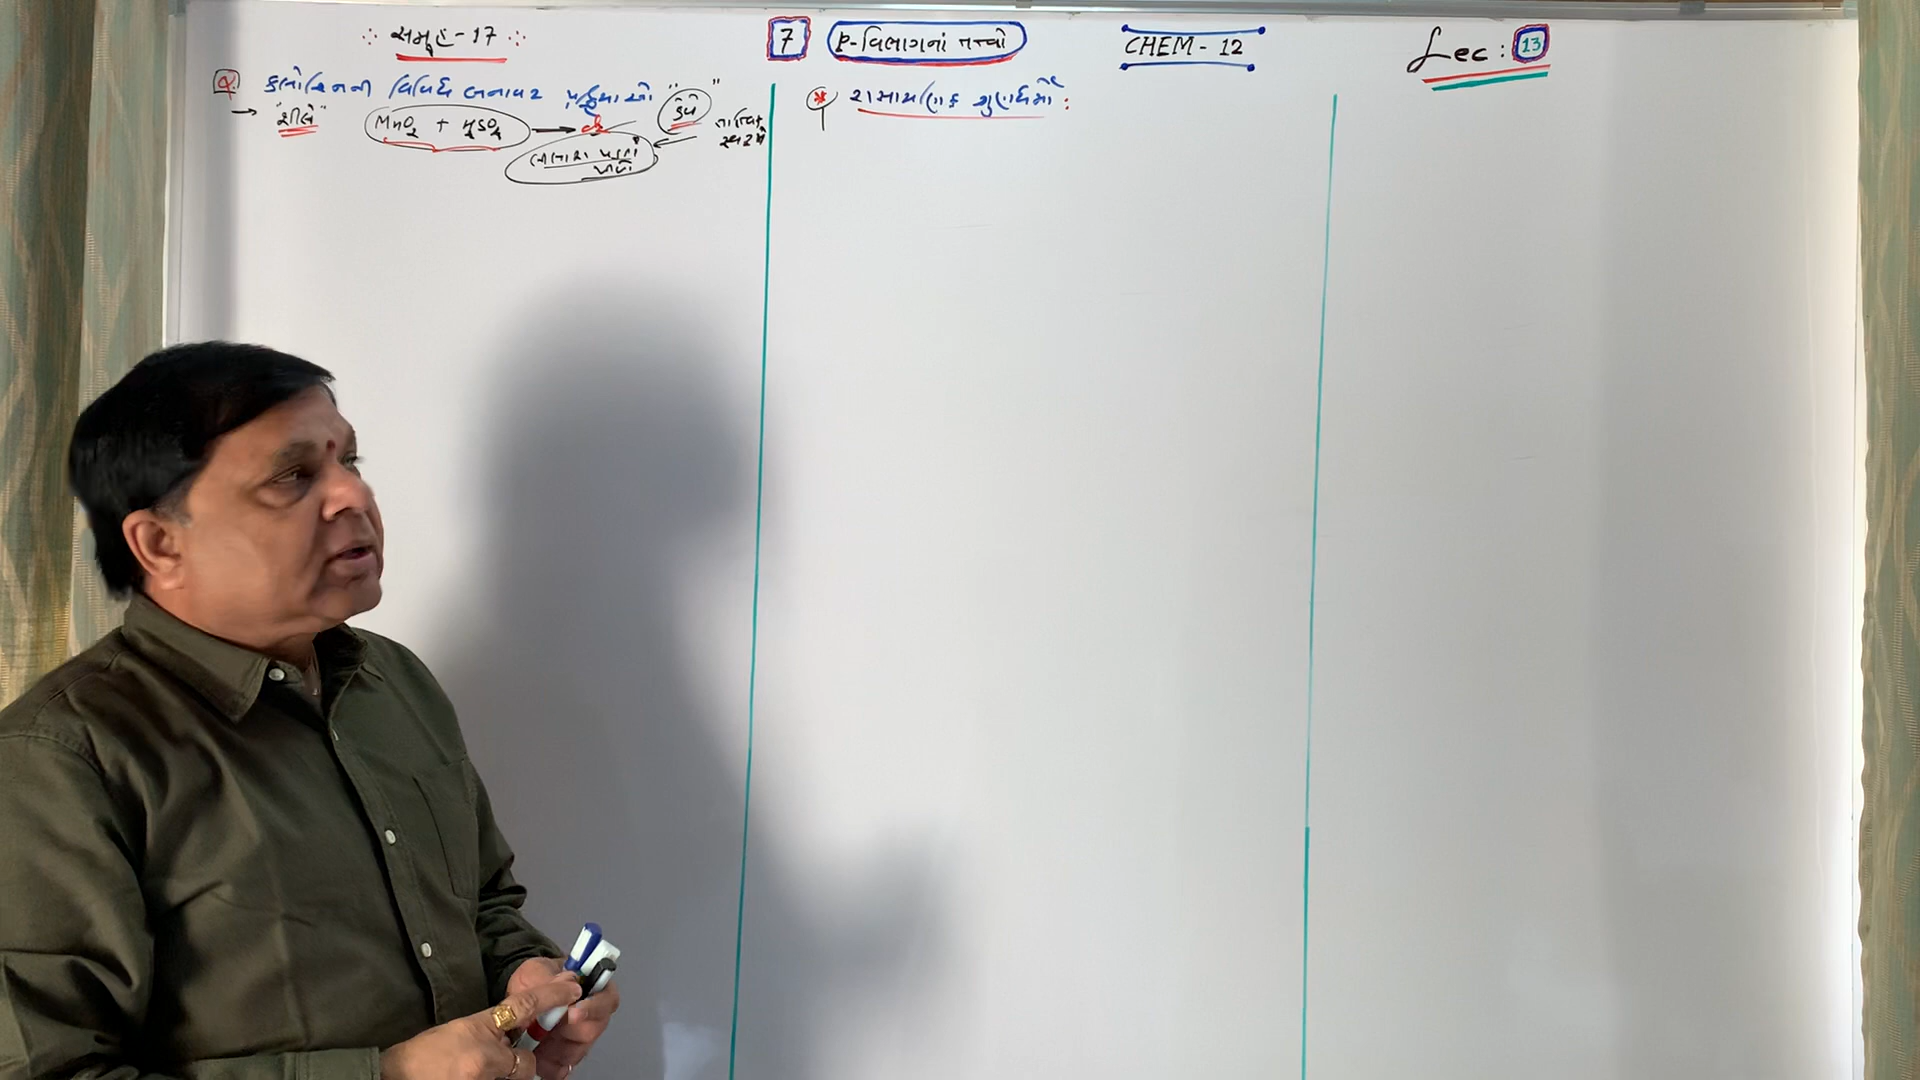 ∴ સમૂહ-17 ∴
7 P-વિભાગનાં તત્ત્વો
CHEM - 12
Lec : 13
Q. ક્લોરિનની વિવિધ બનાવટ પદ્ધતિઓ
→ "શીલે" MnO₂ + H₂SO₄ →
"ડેવી"
* રાસાયણિક ગુણધર્મો :